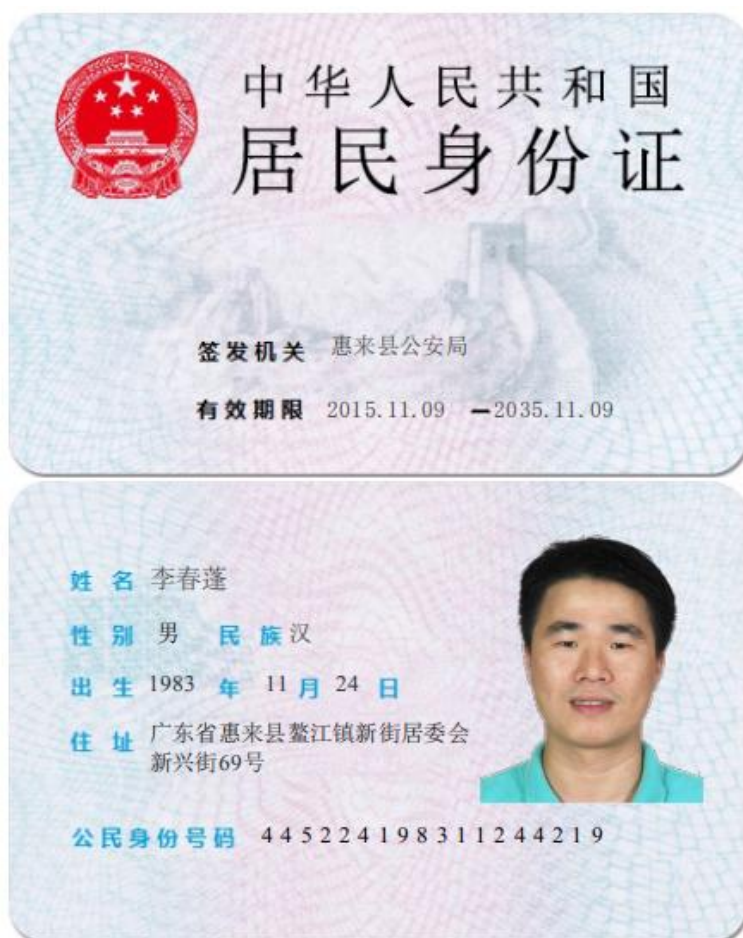 中华人民共和国
居民身份证
签发机关 惠来县公安局
有效期限 2015.11.09 —2035.11.09
姓名 李春蓬
性别 男 民族 汉
出生 1983 年 11 月 24 日
住址 广东省惠来县鳌江镇新街居委会
新兴街69号
公民身份号码 445224198311244219